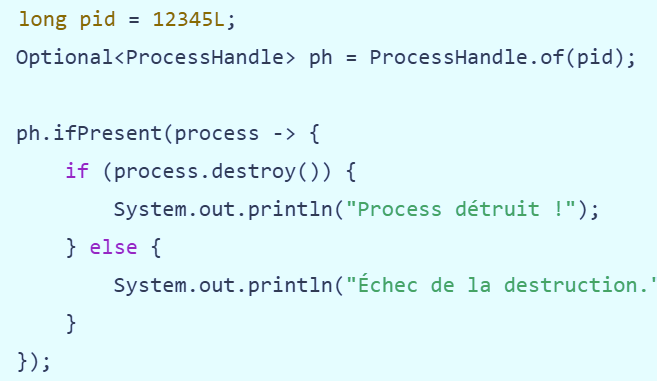 long pid = 12345L;
Optional<ProcessHandle> ph = ProcessHandle.of(pid);
ph.ifPresent(process -> {
if (process.destroy()) {
System.out.println("Process détruit !");
} else {
System.out.println("Échec de la destruction."
}
});